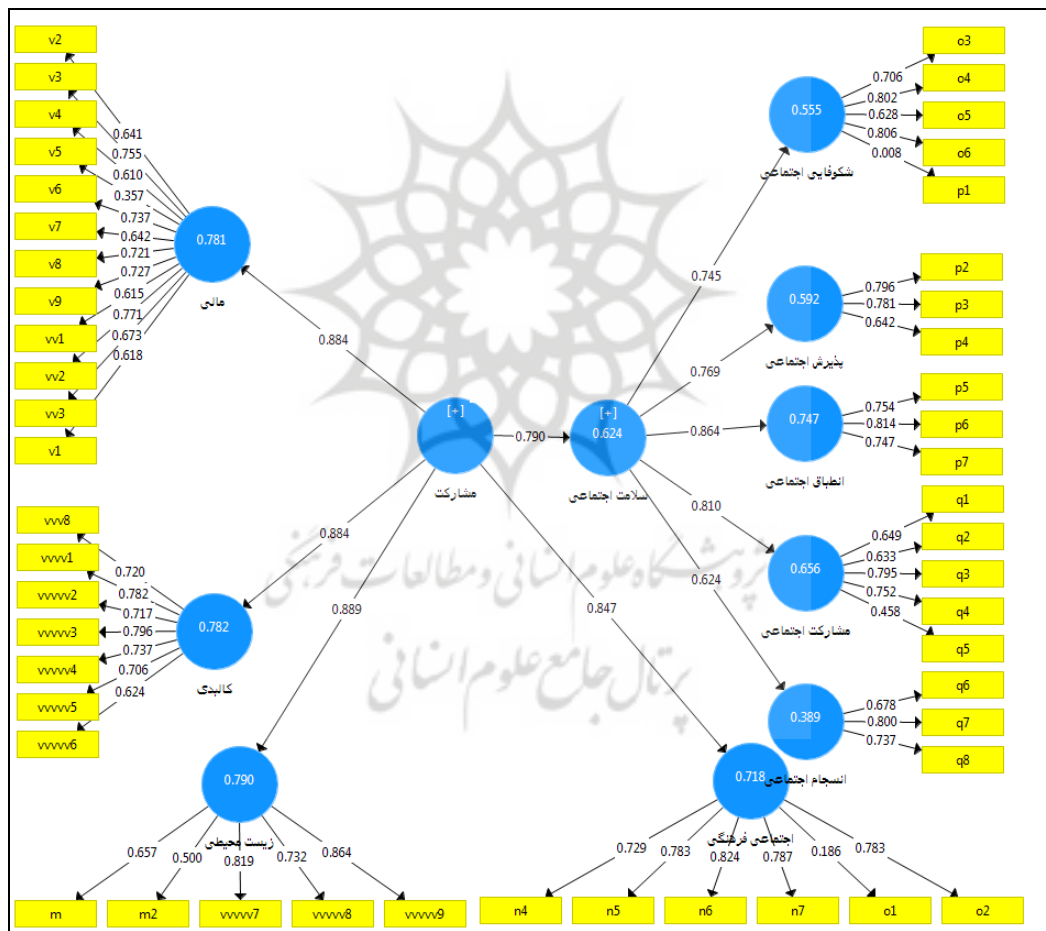 v2
v3
v4
v5
v6
v7
v8
v9
vv1
vv2
vv3
v1
0.641
0.755
0.610
0.357
0.737
0.642
0.721
0.727
0.615
0.771
0.673
0.618
0.781
مالی
0.884
vvv8
vvvv1
vvvvv2
vvvvv3
vvvvv4
vvvvv5
vvvvv6
0.720
0.782
0.717
0.796
0.737
0.706
0.624
0.782
کالبدی
0.884
[+]
مشارکت
0.790
[+]
0.624
سلامت اجتماعی
0.889
0.847
0.790
زیست محیطی
0.657
0.500
0.819
0.732
0.864
m
m2
vvvvv7
vvvvv8
vvvvv9
0.718
اجتماعی فرهنگی
0.729
0.783
0.824
0.787
0.186
0.783
n4
n5
n6
n7
o1
o2
0.745
0.555
شکوفایی اجتماعی
0.706
0.802
0.628
0.806
0.008
o3
o4
o5
o6
p1
0.769
0.592
پذیرش اجتماعی
0.796
0.781
0.642
p2
p3
p4
0.864
0.747
انطباق اجتماعی
0.754
0.814
0.747
p5
p6
p7
0.810
0.656
مشارکت اجتماعی
0.649
0.633
0.795
0.752
0.458
q1
q2
q3
q4
q5
0.624
0.389
انسجام اجتماعی
0.678
0.800
0.737
q6
q7
q8
پژوهشگاه علوم انسانی و مطالعات فرهنگی
پرتال جامع علوم انسانی